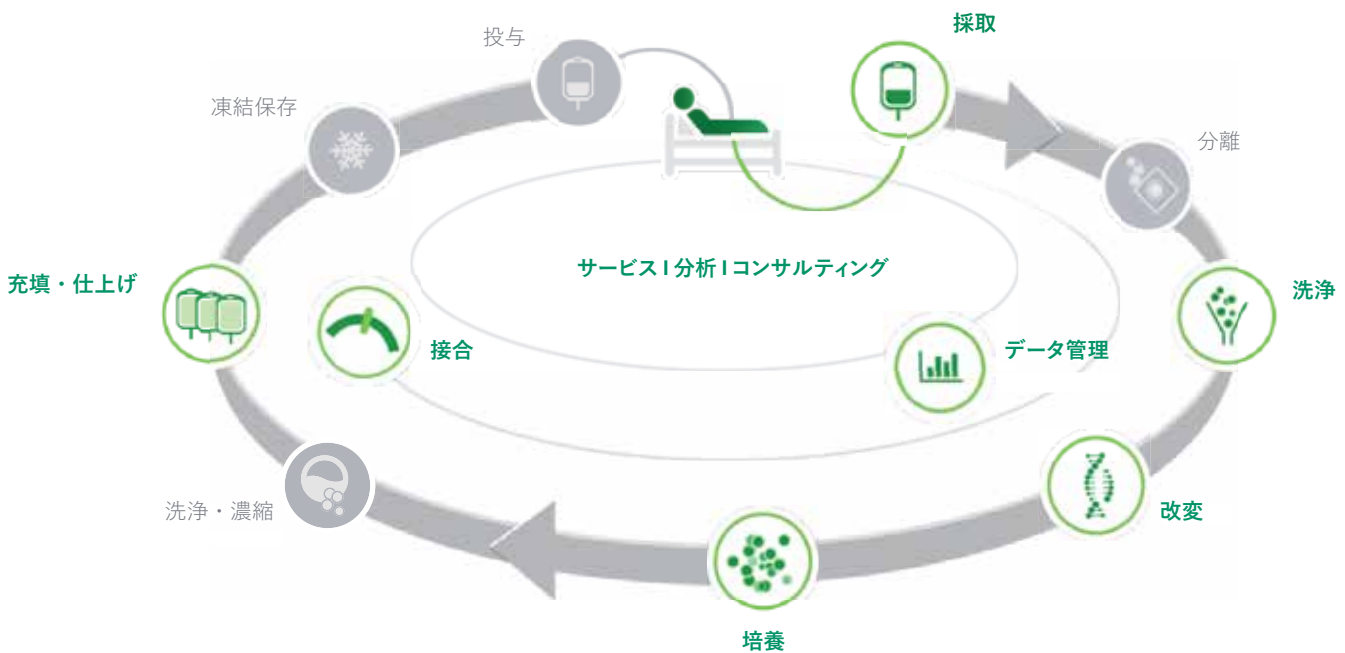 採取
投与
凍結保存
分離
サービス I 分析 I コンサルティング
充填・仕上げ
洗浄
接合
データ管理
洗浄・濃縮
改変
培養